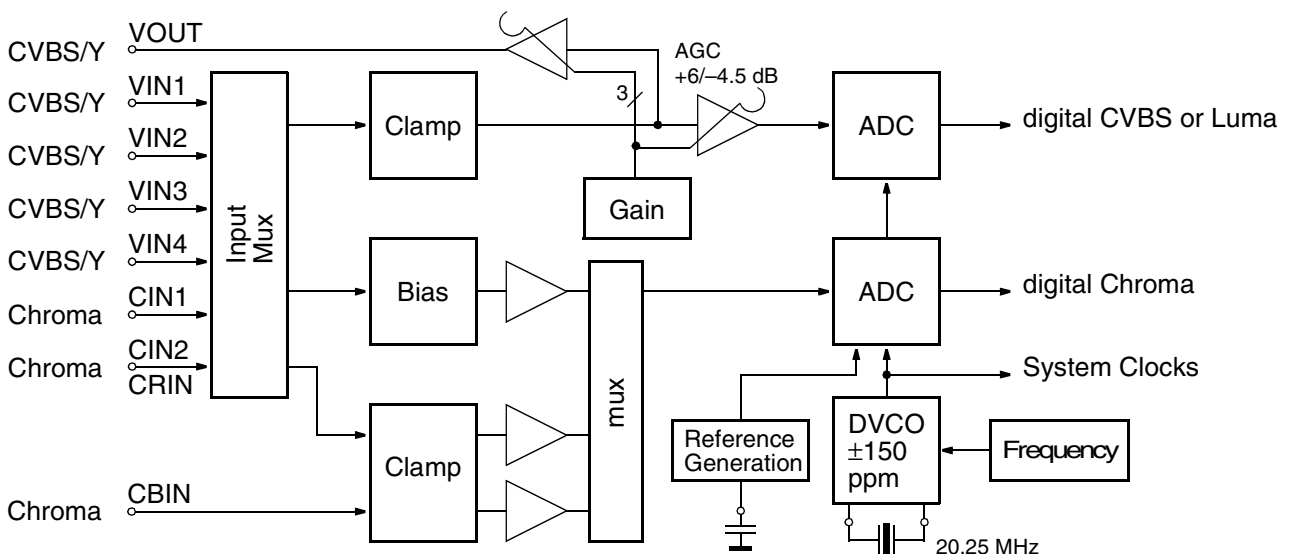 CVBS/Y VOUT
CVBS/Y VIN1
CVBS/Y VIN2
CVBS/Y VIN3
CVBS/Y VIN4
Chroma CIN1
Chroma CIN2
CRIN
Chroma CBIN
Input
Mux
Clamp
Bias
Clamp
3
AGC
+6/–4.5 dB
Gain
mux
ADC
digital CVBS or Luma
ADC
digital Chroma
System Clocks
Reference
Generation
DVCO
±150
ppm
Frequency
20.25 MHz